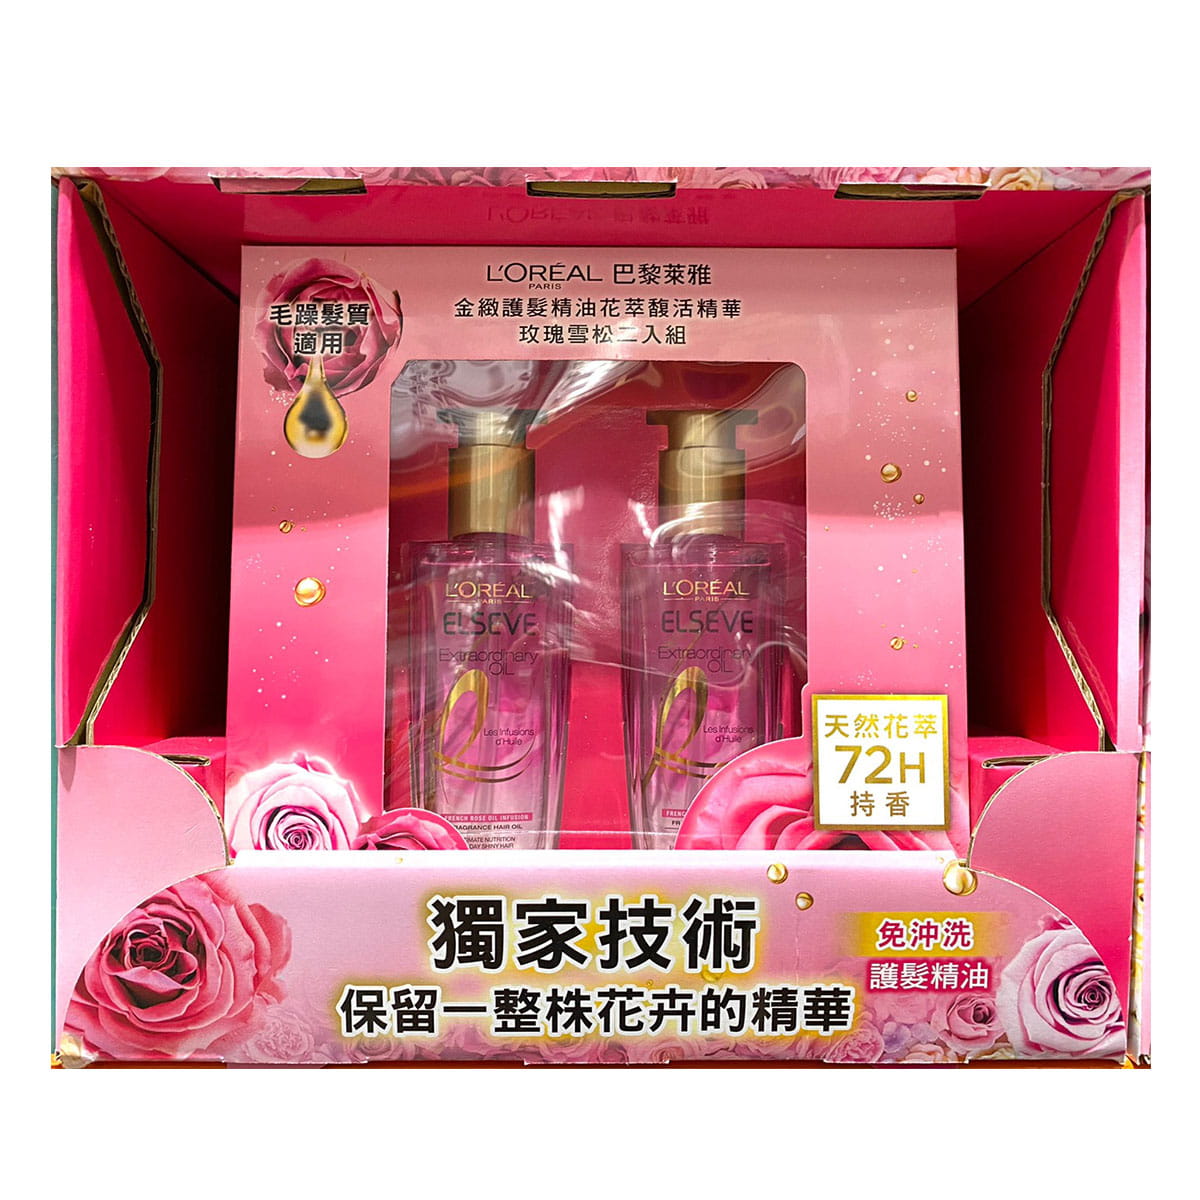 L'ORÉAL 巴黎萊雅
PARIS
金緻護髮精油花萃馥活精華
玫瑰雪松二入組
毛躁髮質
適用
L'ORÉAL
PARIS
ELSEVE
Extraordinary
OIL
Les Infusions
d'Huile
FRENCH ROSE OIL INFUSION
FRAGRANCE HAIR OIL
L'ORÉAL
PARIS
ELSEVE
Extraordinary
OIL
Les Infusions
d'Huile
天然花萃
72H
持香
獨家技術
保留一整株花卉的精華
免沖洗
護髮精油